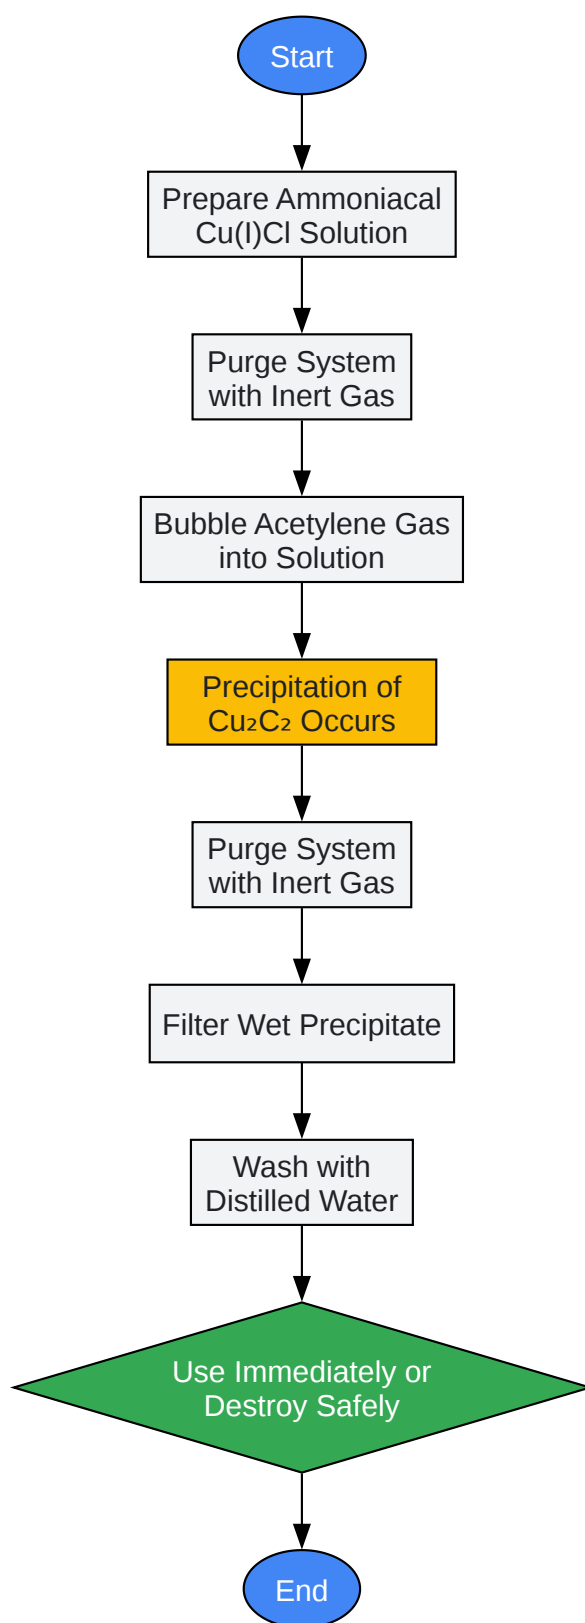 Start
Prepare Ammoniacal
Cu(I)Cl Solution
Purge System
with Inert Gas
Bubble Acetylene Gas
into Solution
Precipitation of
Cu₂C₂ Occurs
Purge System
with Inert Gas
Filter Wet Precipitate
Wash with
Distilled Water
Use Immediately or
Destroy Safely
End